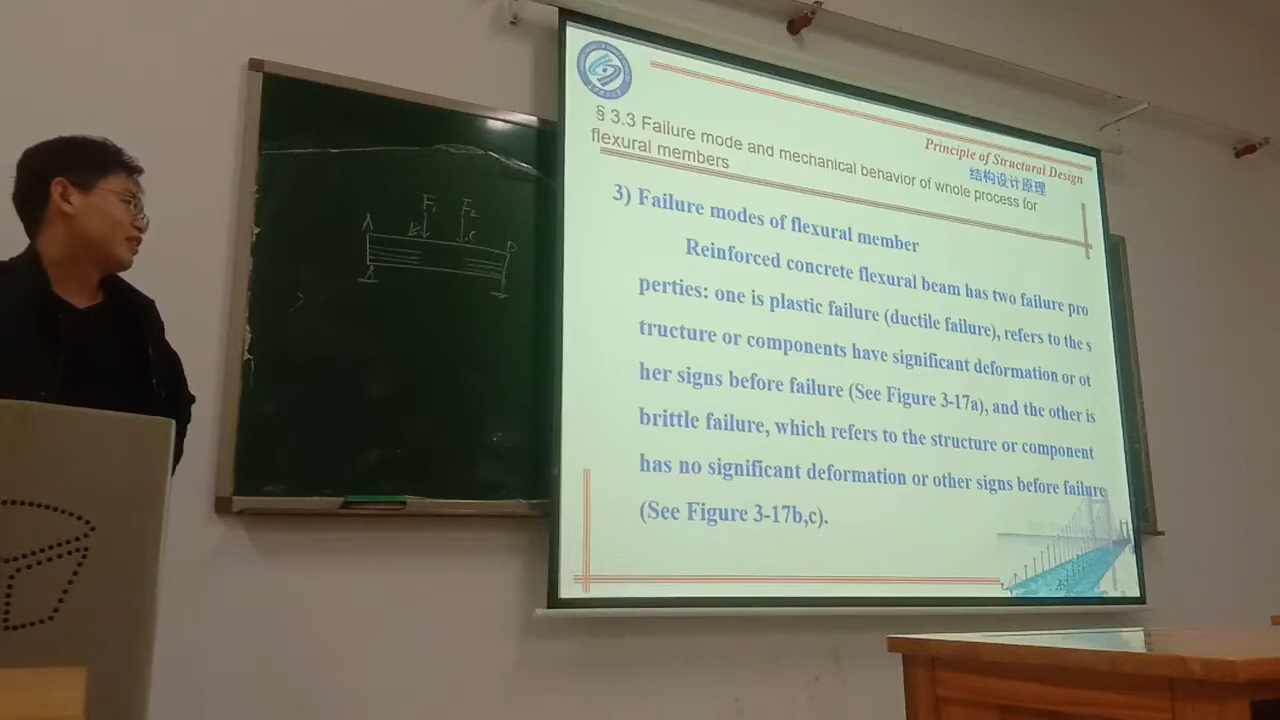 § 3.3 Failure mode and mechanical behavior of whole process for
flexural members
Principle of Structural Design
结构设计原理
3) Failure modes of flexural member
Reinforced concrete flexural beam has two failure pro
perties: one is plastic failure (ductile failure), refers to the s
tructure or components have significant deformation or ot
her signs before failure (See Figure 3-17a), and the other is
brittle failure, which refers to the structure or component
has no significant deformation or other signs before failure
(See Figure 3-17b,c).
F₁ F₂
A B C D